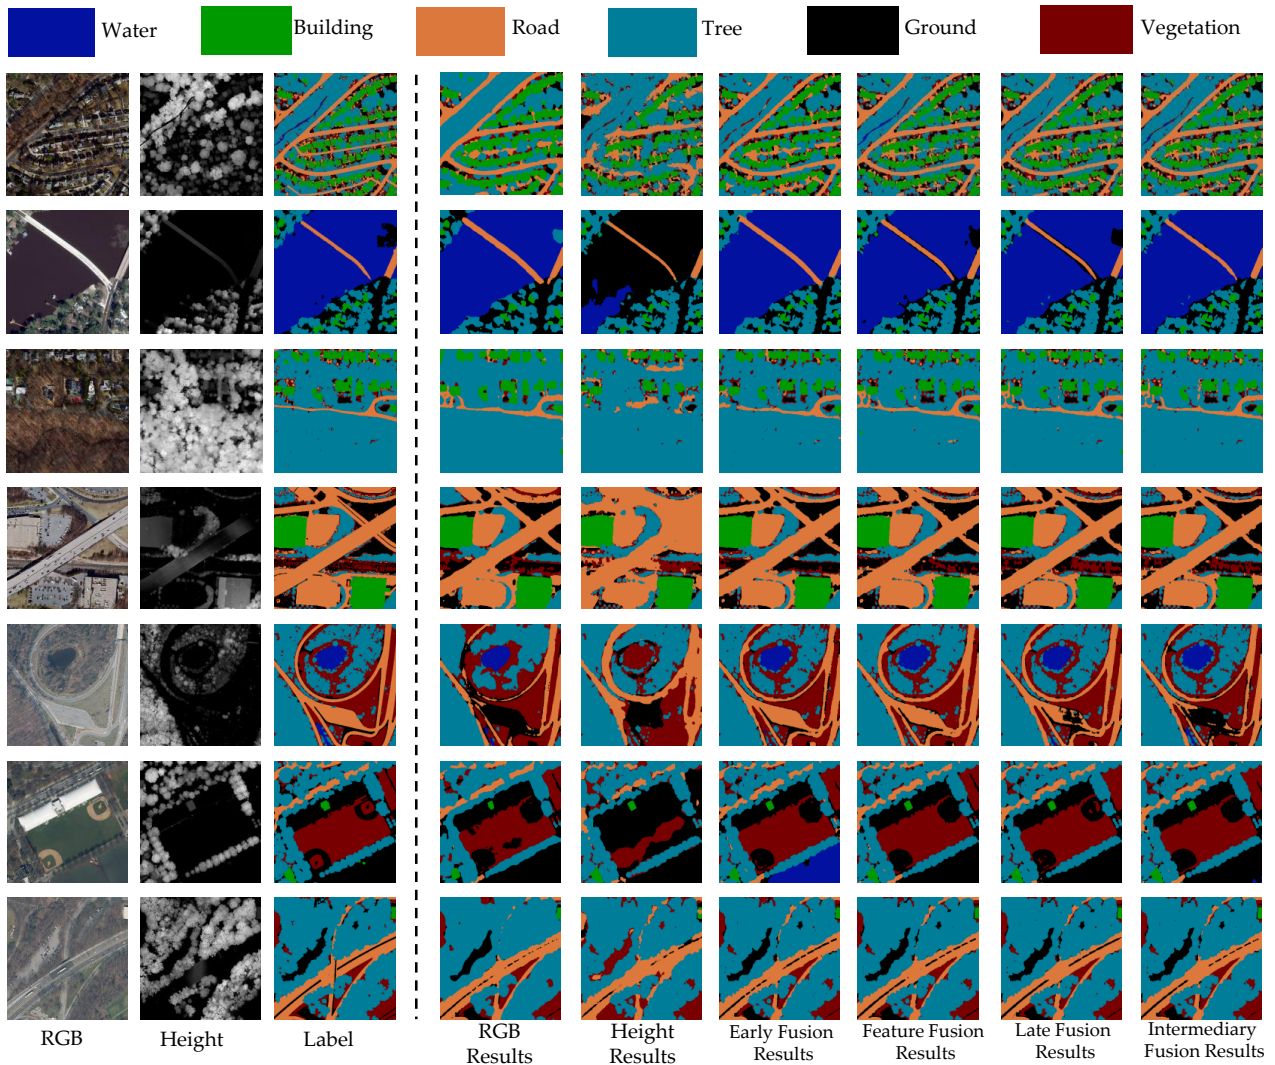 Water
Building
Road
Tree
Ground
Vegetation
RGB
Height
Label
RGB
Results
Height
Results
Early Fusion
Results
Feature Fusion
Results
Late Fusion
Results
Intermediary
Fusion Results